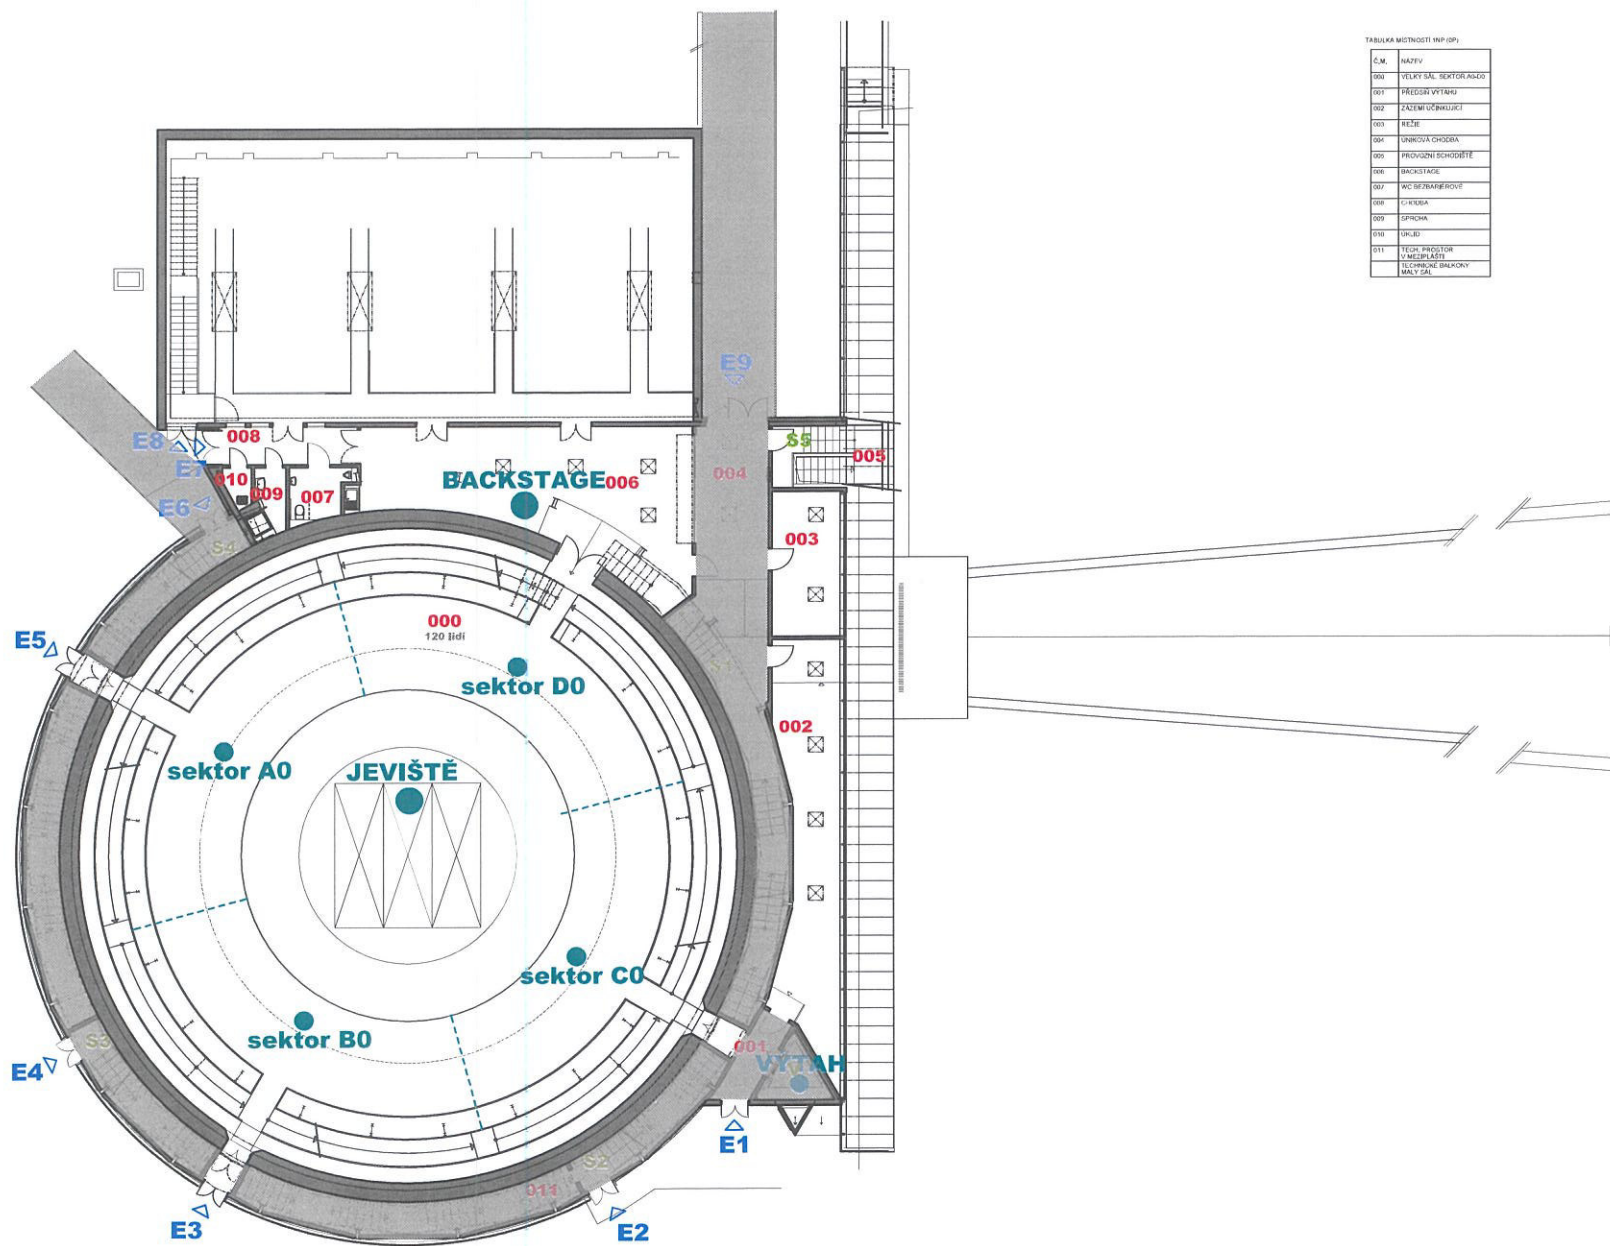 TABULKA MÍSTNOSTÍ 1NP (0P)
Č.M. NÁZEV
000 VELKÝ SÁL, SEKTOR A0-D0
001 PŘEDSÍŇ VÝTAHU
002 ZÁZEMÍ ÚČINKUJÍCÍ
003 REŽIE
004 ÚNIKOVÁ CHODBA
005 PROVOZNÍ SCHODIŠTĚ
006 BACKSTAGE
007 WC BEZBARIÉROVÉ
008 CHODBA
009 SPRCHA
010 ÚKLID
011 TECH. PROSTOR
V MEZIPLÁŠTI
TECHNICKÉ BALKONY
MALÝ SÁL
E9
E8
008
S5
005
E7
010
009
007
BACKSTAGE
006
004
E6
S4
003
000
120 lidí
E5
sektor D0
S1
002
sektor A0
JEVIŠTĚ
sektor C0
sektor B0
S3
001
VÝTAH
E4
E1
S2
011
E3
E2